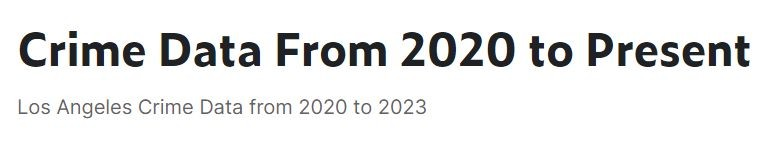 Crime Data From 2020 to Present
Los Angeles Crime Data from 2020 to 2023